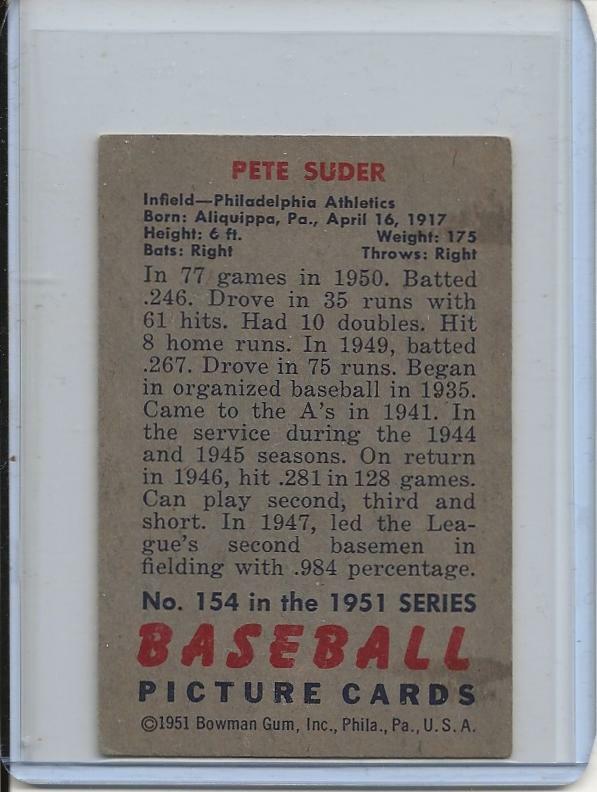 PETE SUDER
Infield—Philadelphia Athletics
Born: Aliquippa, Pa., April 16, 1917
Height: 6 ft. Weight: 175
Bats: Right Throws: Right
In 77 games in 1950. Batted
.246. Drove in 35 runs with
61 hits. Had 10 doubles. Hit
8 home runs. In 1949, batted
.267. Drove in 75 runs. Began
in organized baseball in 1935.
Came to the A's in 1941. In
the service during the 1944
and 1945 seasons. On return
in 1946, hit .281 in 128 games.
Can play second, third and
short. In 1947, led the Lea-
gue's second basemen in
fielding with .984 percentage.
No. 154 in the 1951 SERIES
BASEBALL
PICTURE CARDS
©1951 Bowman Gum, Inc., Phila., Pa., U.S.A.